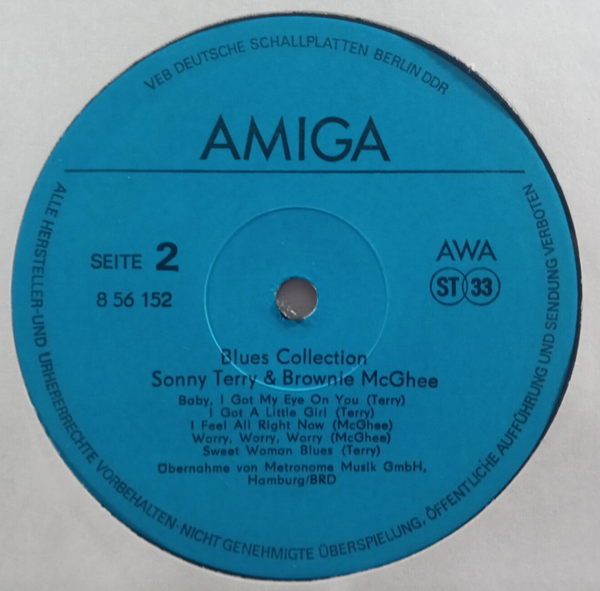 VEB DEUTSCHE SCHALLPLATTEN BERLIN DDR
AMIGA
SEITE 2
8 56 152
AWA
ST 33
Blues Collection
Sonny Terry & Brownie McGhee
Baby, I Got My Eye On You (Terry)
I Got A Little Girl (Terry)
I Feel All Right Now (McGhee)
Worry, Worry, Worry (McGhee)
Sweet Woman Blues (Terry)
Übernahme von Metronome Musik GmbH,
Hamburg/BRD
ALLE HERSTELLER-UND URHEBERRECHTE VORBEHALTEN-NICHT GENEHMIGTE ÜBERSPIELUNG, ÖFFENTLICHE AUFFÜHRUNG UND SENDUNG VERBOTEN